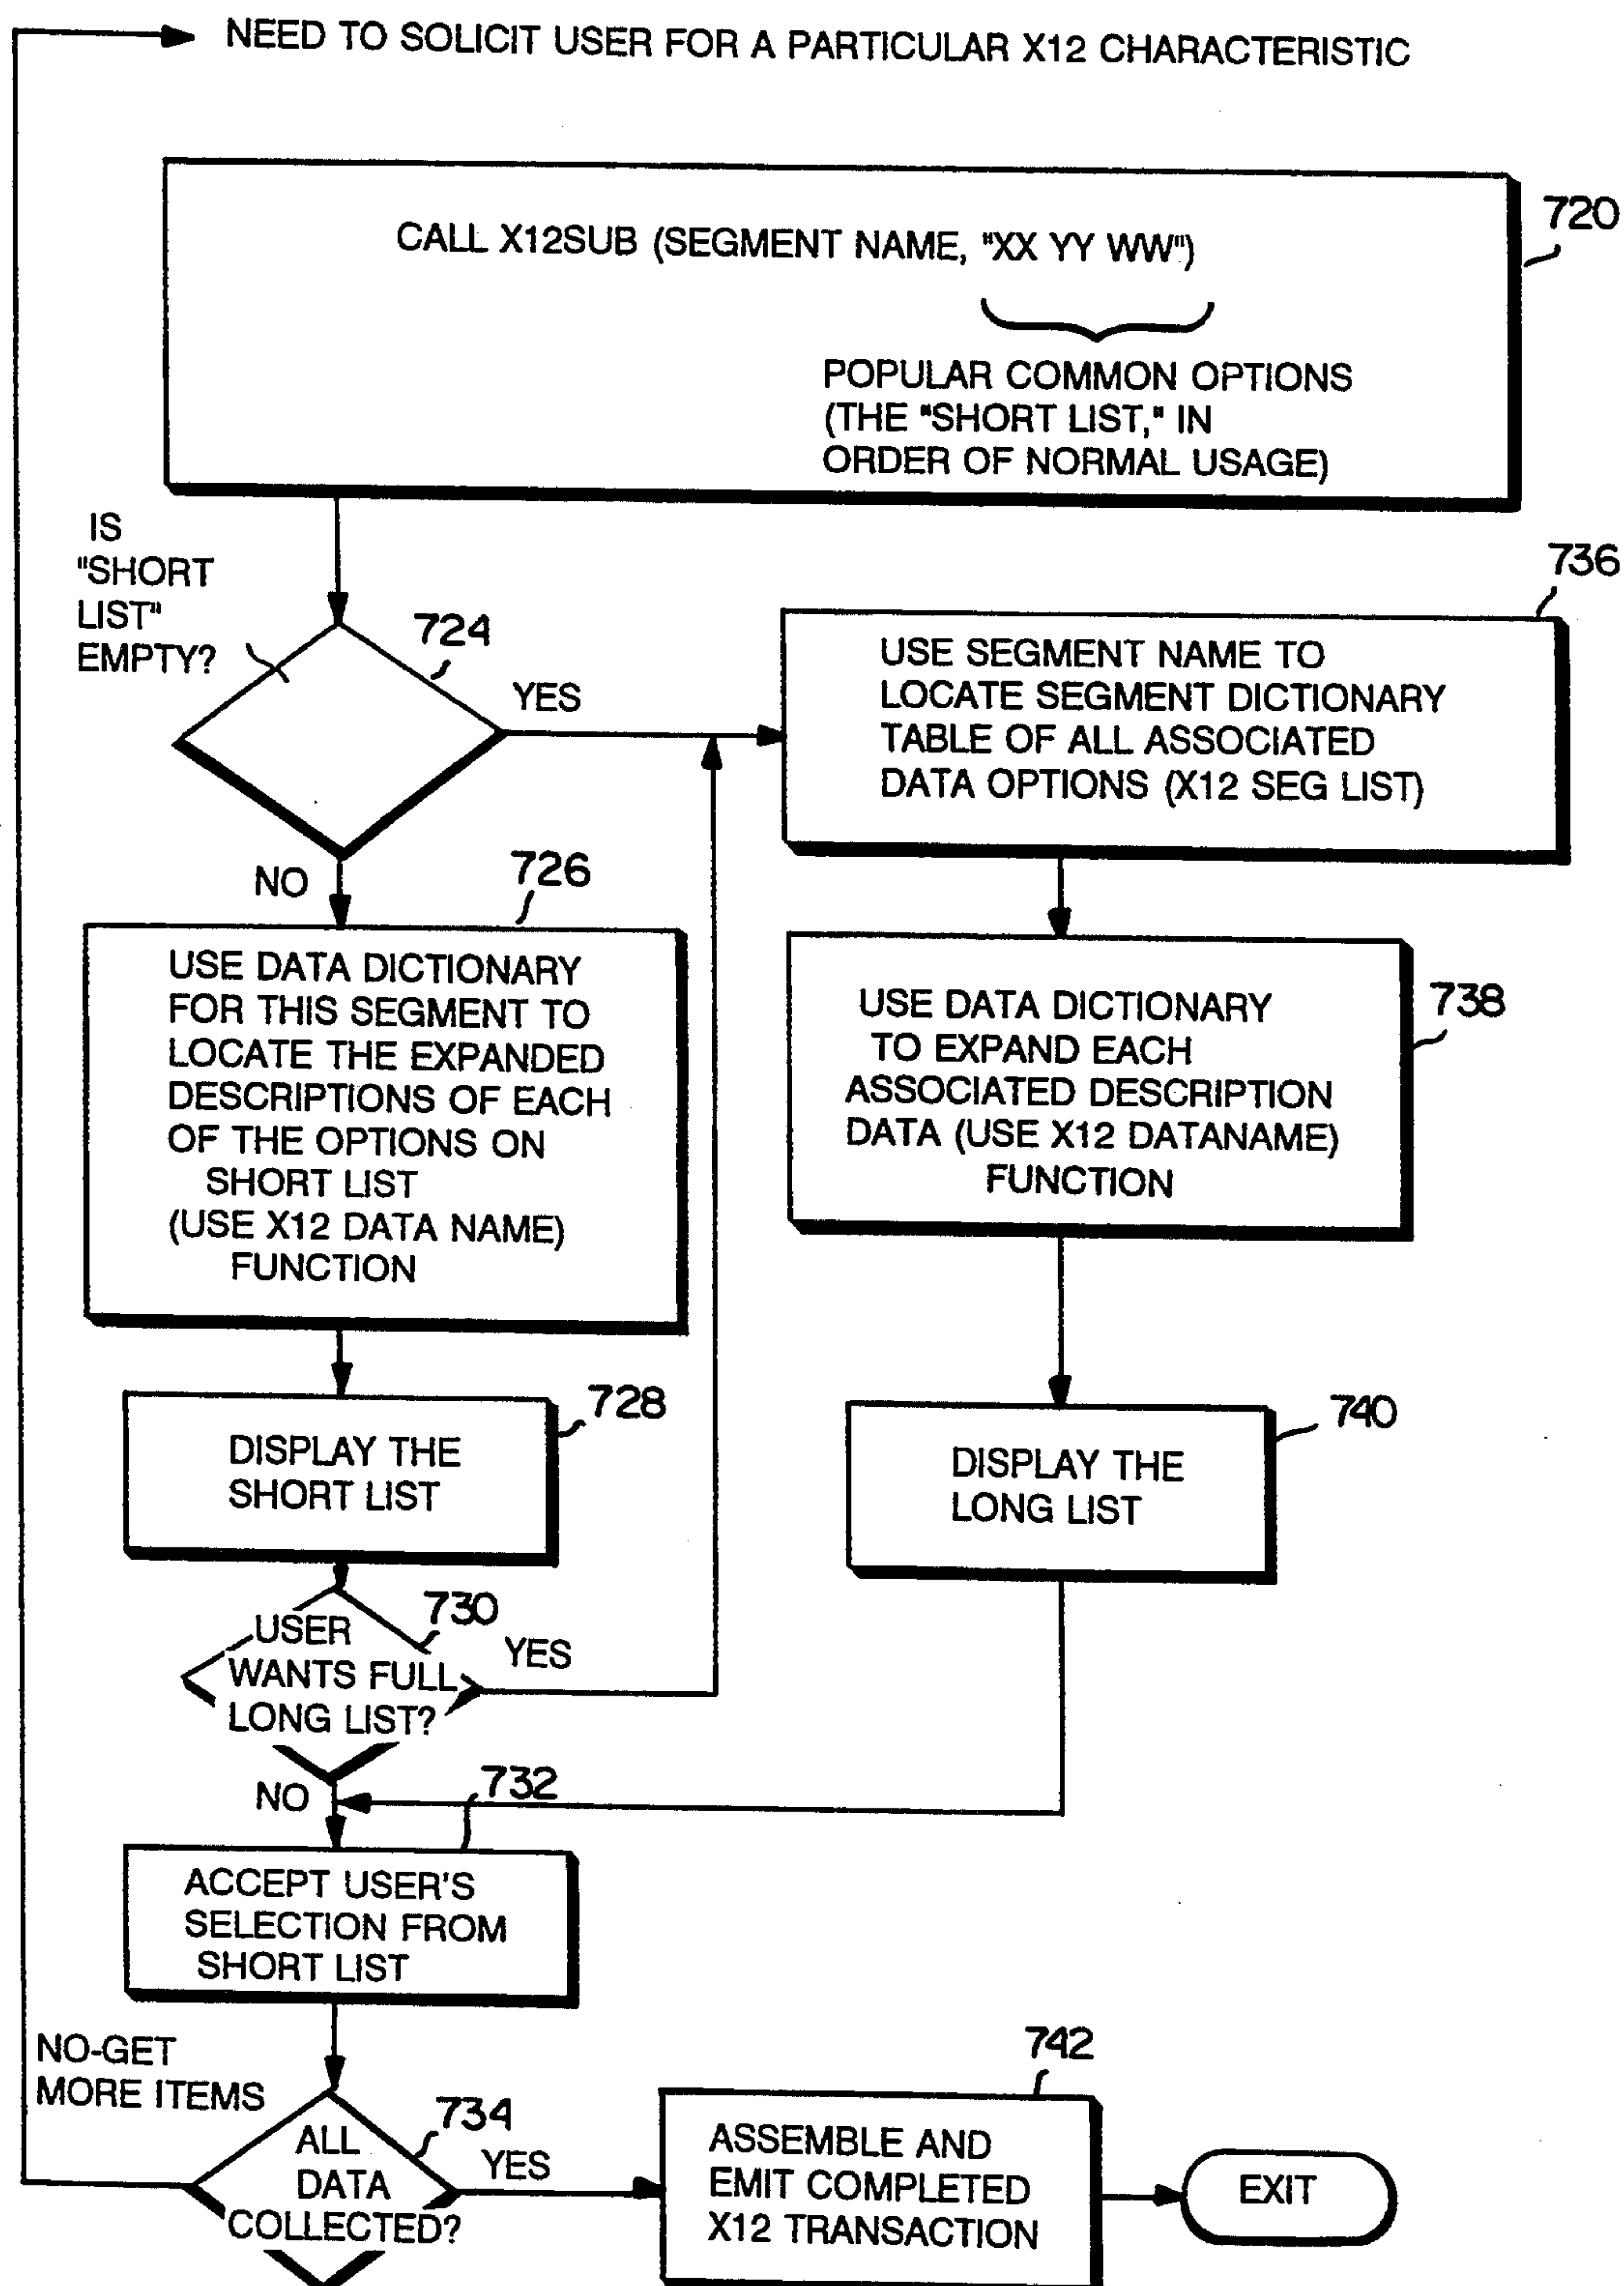 NEED TO SOLICIT USER FOR A PARTICULAR X12 CHARACTERISTIC
720
CALL X12SUB (SEGMENT NAME, "XX YY WW")
POPULAR COMMON OPTIONS
(THE "SHORT LIST," IN
ORDER OF NORMAL USAGE)
IS
"SHORT
LIST"
EMPTY?
724
YES
NO
736
USE SEGMENT NAME TO
LOCATE SEGMENT DICTIONARY
TABLE OF ALL ASSOCIATED
DATA OPTIONS (X12 SEG LIST)
726
USE DATA DICTIONARY
FOR THIS SEGMENT TO
LOCATE THE EXPANDED
DESCRIPTIONS OF EACH
OF THE OPTIONS ON
SHORT LIST
(USE X12 DATA NAME)
FUNCTION
738
USE DATA DICTIONARY
TO EXPAND EACH
ASSOCIATED DESCRIPTION
DATA (USE X12 DATANAME)
FUNCTION
728
DISPLAY THE
SHORT LIST
740
DISPLAY THE
LONG LIST
730
USER
WANTS FULL
LONG LIST?
YES
NO
732
ACCEPT USER'S
SELECTION FROM
SHORT LIST
NO-GET
MORE ITEMS
734
ALL
DATA
COLLECTED?
YES
742
ASSEMBLE AND
EMIT COMPLETED
X12 TRANSACTION
EXIT